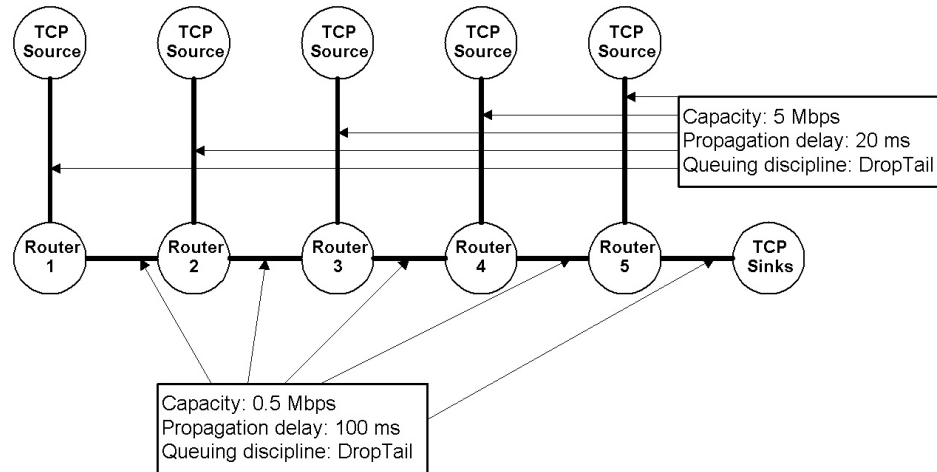 TCP
Source
TCP
Source
TCP
Source
TCP
Source
TCP
Source
Capacity: 5 Mbps
Propagation delay: 20 ms
Queuing discipline: DropTail
Router
1
Router
2
Router
3
Router
4
Router
5
TCP
Sinks
Capacity: 0.5 Mbps
Propagation delay: 100 ms
Queuing discipline: DropTail